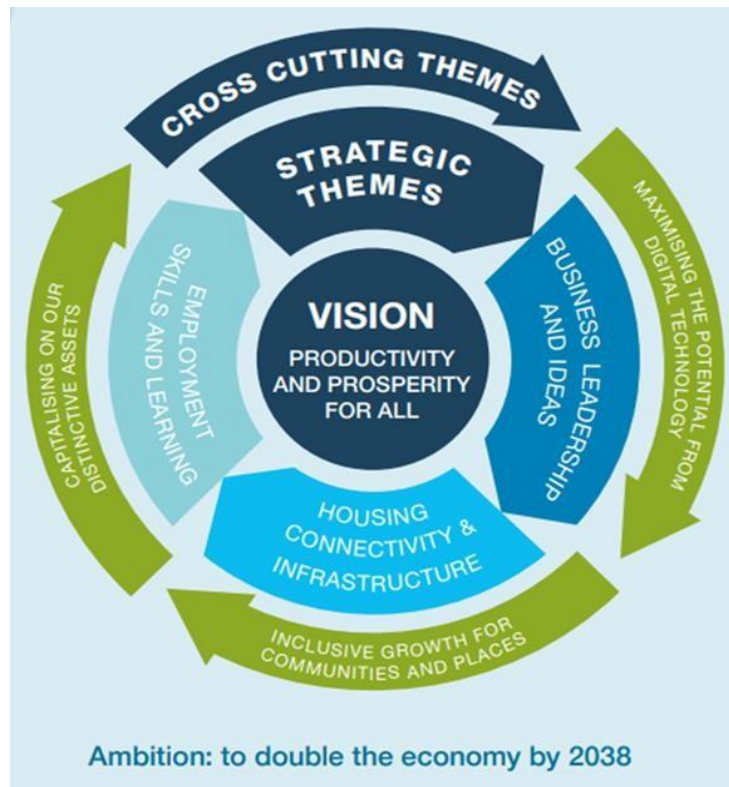 CROSS CUTTING THEMES
STRATEGIC
THEMES
MAXIMISING THE POTENTIAL FROM
DIGITAL TECHNOLOGY
BUSINESS LEADERSHIP
AND IDEAS
VISION
PRODUCTIVITY
AND PROSPERITY
FOR ALL
EMPLOYMENT
SKILLS AND LEARNING
CAPITALISING ON OUR
DISTINCTIVE ASSETS
HOUSING
CONNECTIVITY &
INFRASTRUCTURE
INCLUSIVE GROWTH FOR
COMMUNITIES AND PLACES
Ambition: to double the economy by 2038